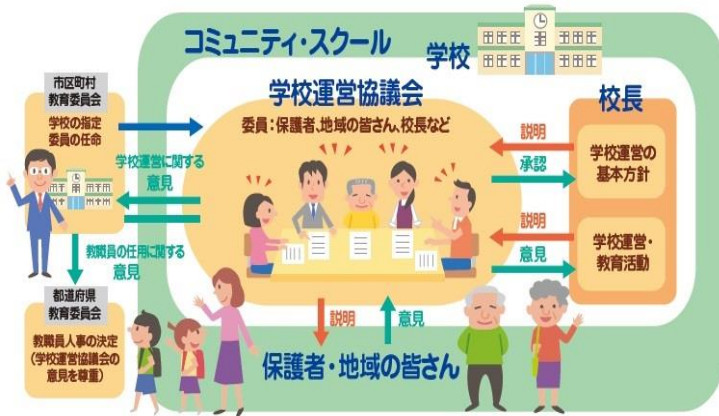 コミュニティ・スクール
学校
市区町村
教育委員会
学校の指定
委員の任命
学校運営協議会
委員:保護者、地域の皆さん、校長など
校長
説明
承認
学校運営の
基本方針
学校運営に関する
意見
説明
意見
学校運営・
教育活動
教職員の任用に関する
意見
都道府県
教育委員会
教職員人事の決定
(学校運営協議会の
意見を尊重)
説明
意見
保護者・地域の皆さん